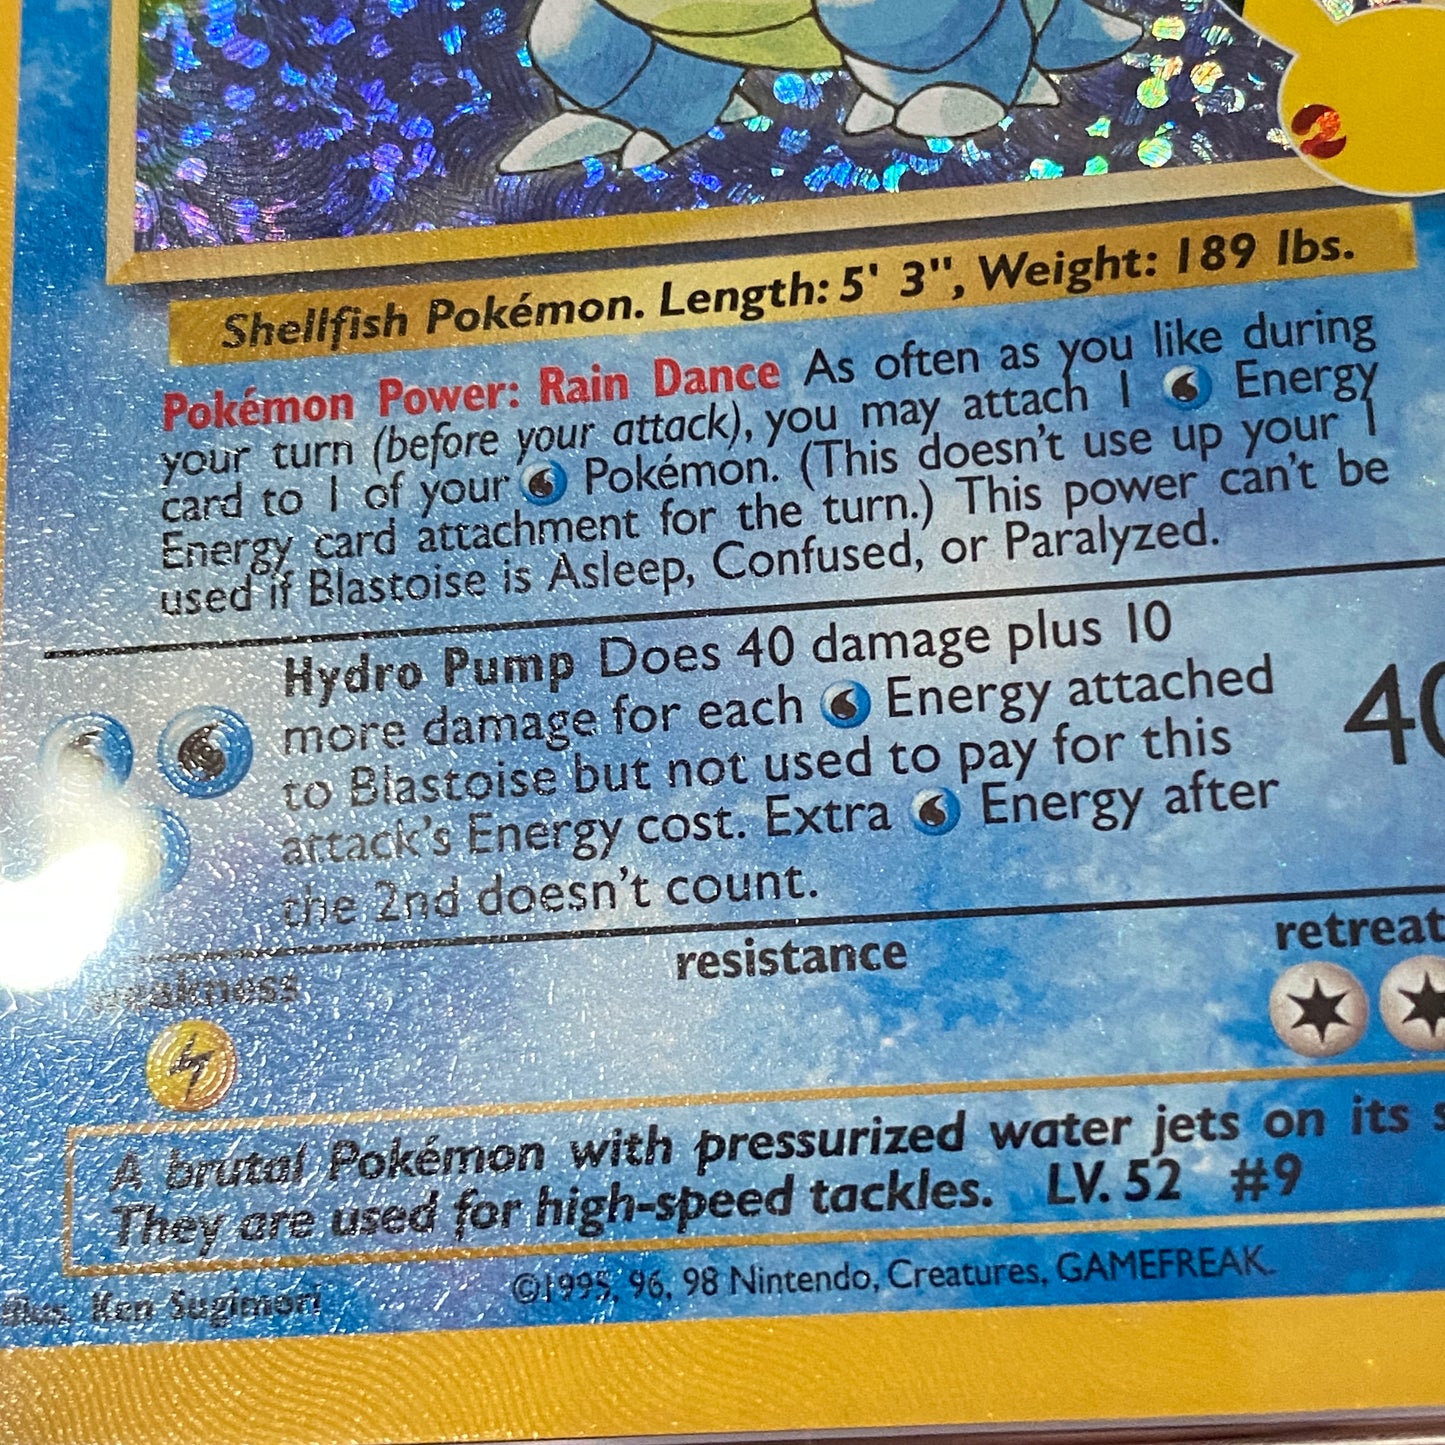 Shellfish Pokémon. Length: 5' 3", Weight: 189 lbs.
Pokémon Power: Rain Dance As often as you like during
your turn (before your attack), you may attach 1 Energy
card to 1 of your Pokémon. (This doesn't use up your 1
Energy card attachment for the turn.) This power can't be
used if Blastoise is Asleep, Confused, or Paralyzed.
Hydro Pump Does 40 damage plus 10
more damage for each Energy attached
to Blastoise but not used to pay for this
attack's Energy cost. Extra Energy after
the 2nd doesn't count.
40
weakness
resistance
retreat
A brutal Pokémon with pressurized water jets on its s
They are used for high-speed tackles. LV. 52 #9
Illus. Ken Sugimori
©1995, 96, 98 Nintendo, Creatures, GAMEFREAK.
2